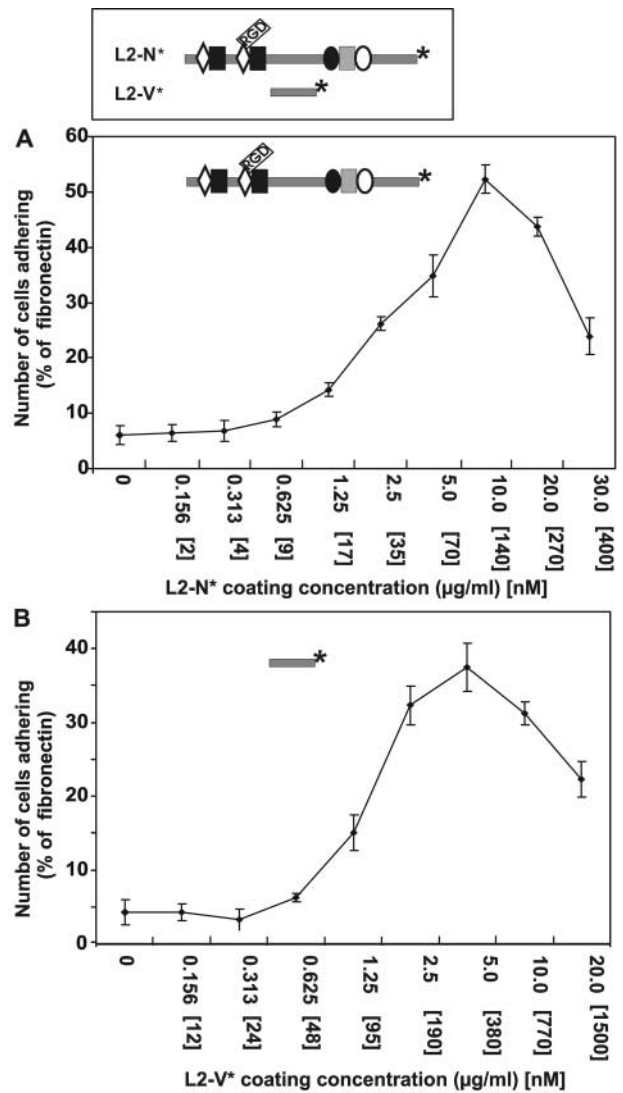 RGD
L2-N*
*
L2-V*
*
A
60
50
40
30
20
10
0
Number of cells adhering
(% of fibronectin)
RGD
*
0
0.156 [2]
0.313 [4]
0.625 [9]
1.25 [17]
2.5 [35]
5.0 [70]
10.0 [140]
20.0 [270]
30.0 [400]
L2-N* coating concentration (µg/ml) [nM]
B
40
30
20
10
0
Number of cells adhering
(% of fibronectin)
*
0
0.156 [12]
0.313 [24]
0.625 [48]
1.25 [95]
2.5 [190]
5.0 [380]
10.0 [770]
20.0 [1500]
L2-V* coating concentration (µg/ml) [nM]